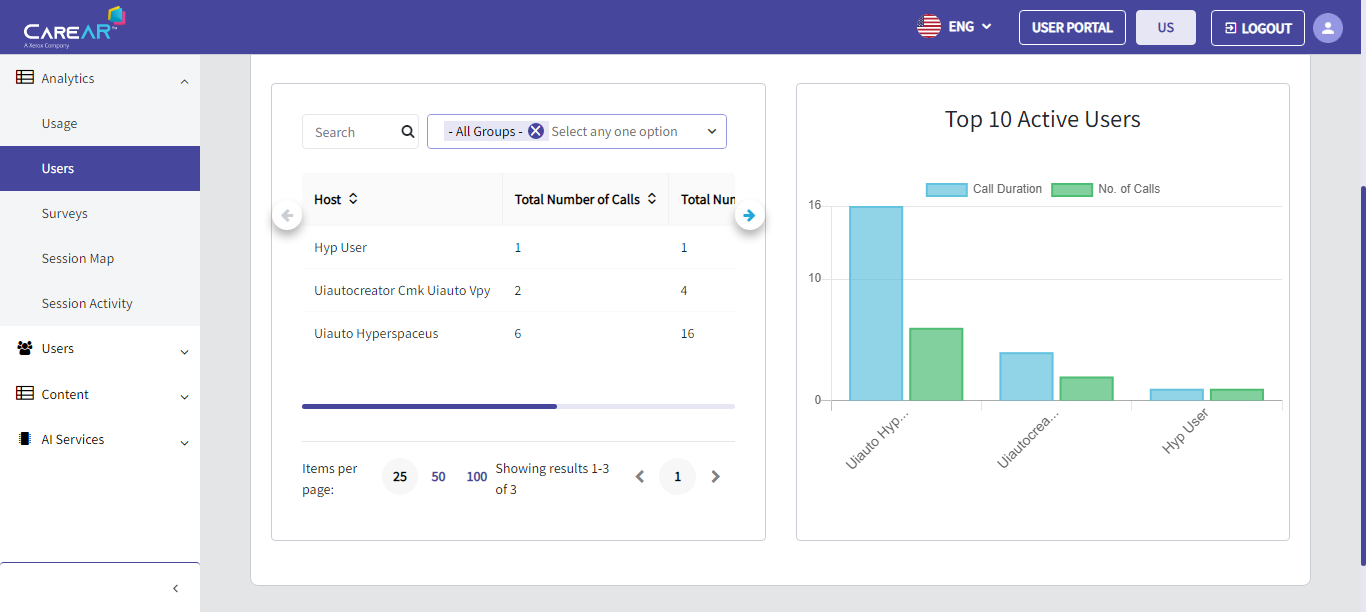 CAREAR™
A Xerox Company
ENG
USER PORTAL
US
LOGOUT
Analytics
Usage
Users
Surveys
Session Map
Session Activity
Users
Content
AI Services
Search
- All Groups -
Select any one option
Host
Total Number of Calls
Total Num
Hyp User
1
1
Uiautocreator Cmk Uiauto Vpy
2
4
Uiauto Hyperspaceus
6
16
Items per
page:
25
50
100
Showing results 1-3
of 3
1
Top 10 Active Users
Call Duration
No. of Calls
16
10
0
Uiauto Hyp...
Uiautocrea...
Hyp User